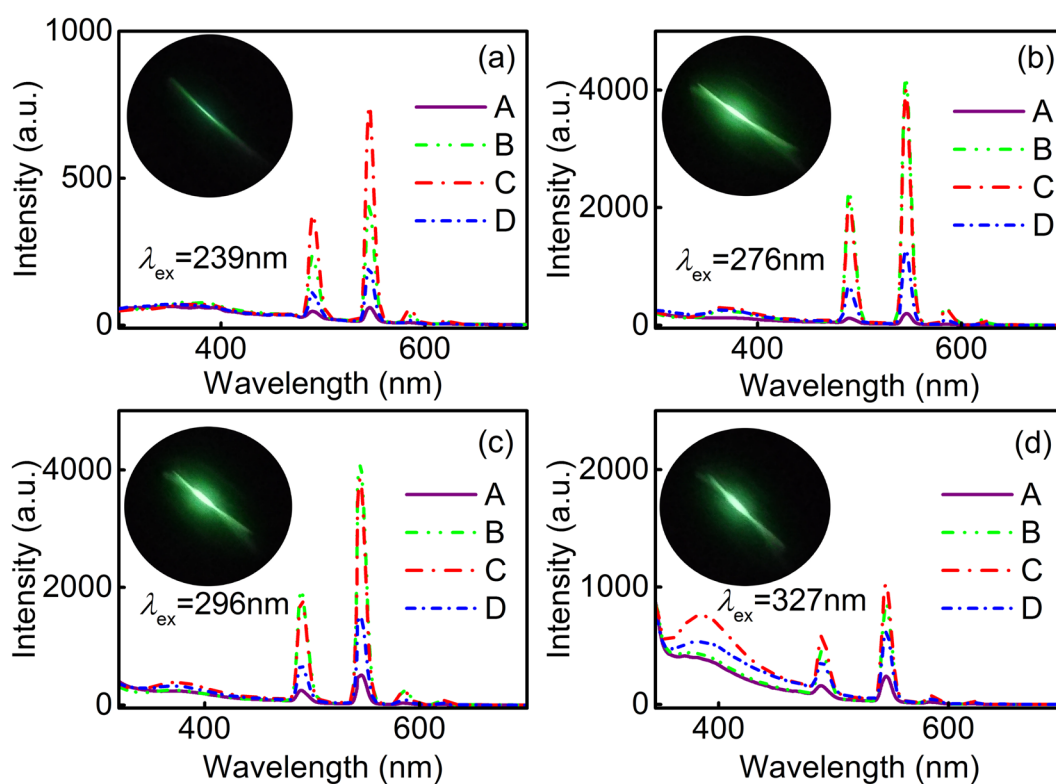 (a)
1000
500
0
Intensity (a.u.)
A
B
C
D
λex=239nm
400
600
Wavelength (nm)
(b)
4000
2000
0
Intensity (a.u.)
A
B
C
D
λex=276nm
400
600
Wavelength (nm)
(c)
4000
2000
0
Intensity (a.u.)
A
B
C
D
λex=296nm
400
600
Wavelength (nm)
(d)
2000
1000
0
Intensity (a.u.)
A
B
C
D
λex=327nm
400
600
Wavelength (nm)